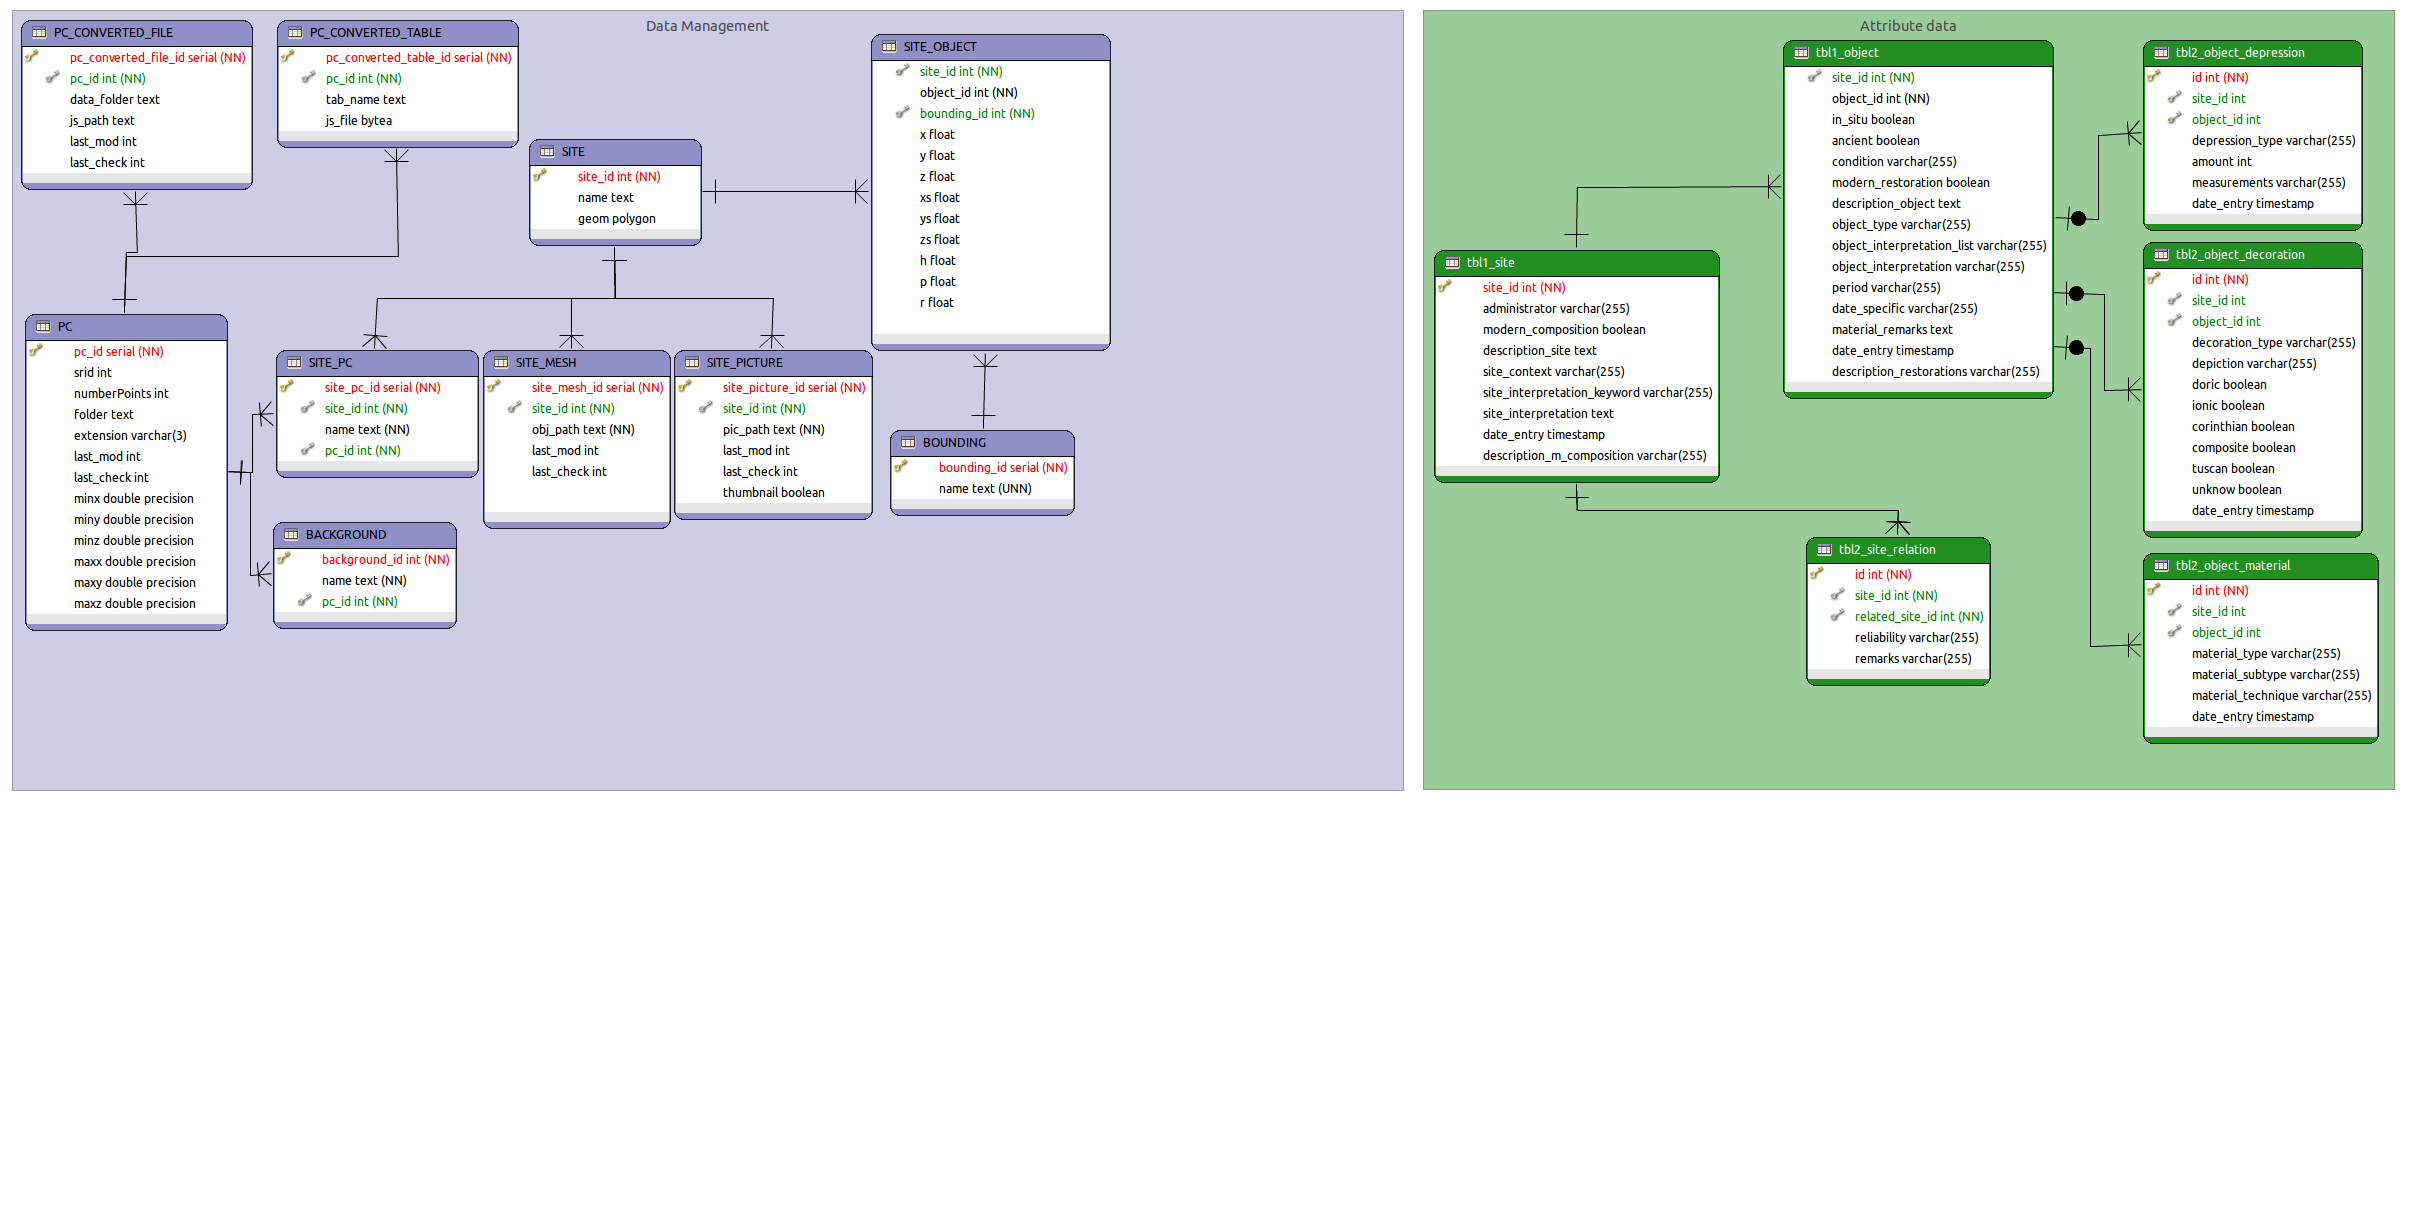 Data Management
PC_CONVERTED_FILE
pc_converted_file_id serial (NN)
pc_id int (NN)
data_folder text
js_path text
last_mod int
last_check int
PC_CONVERTED_TABLE
pc_converted_table_id serial (NN)
pc_id int (NN)
tab_name text
js_file bytea
SITE
site_id int (NN)
name text
geom polygon
SITE_OBJECT
site_id int (NN)
object_id int (NN)
bounding_id int (NN)
x float
y float
z float
xs float
ys float
zs float
h float
p float
r float
PC
pc_id serial (NN)
srid int
numberPoints int
folder text
extension varchar(3)
last_mod int
last_check int
minx double precision
miny double precision
minz double precision
maxx double precision
maxy double precision
maxz double precision
SITE_PC
site_pc_id serial (NN)
site_id int (NN)
name text (NN)
pc_id int (NN)
SITE_MESH
site_mesh_id serial (NN)
site_id int (NN)
obj_path text (NN)
last_mod int
last_check int
SITE_PICTURE
site_picture_id serial (NN)
site_id int (NN)
pic_path text (NN)
last_mod int
last_check int
thumbnail boolean
BOUNDING
bounding_id serial (NN)
name text (UNN)
BACKGROUND
background_id int (NN)
name text (NN)
pc_id int (NN)
Attribute data
tbl1_object
site_id int (NN)
object_id int (NN)
in_situ boolean
ancient boolean
condition varchar(255)
modern_restoration boolean
description_object text
object_type varchar(255)
object_interpretation_list varchar(255)
object_interpretation varchar(255)
period varchar(255)
date_specific varchar(255)
material_remarks text
date_entry timestamp
description_restorations varchar(255)
tbl2_object_depression
id int (NN)
site_id int
object_id int
depression_type varchar(255)
amount int
measurements varchar(255)
date_entry timestamp
tbl1_site
site_id int (NN)
administrator varchar(255)
modern_composition boolean
description_site text
site_context varchar(255)
site_interpretation_keyword varchar(255)
site_interpretation text
date_entry timestamp
description_m_composition varchar(255)
tbl2_object_decoration
id int (NN)
site_id int
object_id int
decoration_type varchar(255)
depiction varchar(255)
doric boolean
ionic boolean
corinthian boolean
composite boolean
tuscan boolean
unknow boolean
date_entry timestamp
tbl2_site_relation
id int (NN)
site_id int (NN)
related_site_id int (NN)
reliability varchar(255)
remarks varchar(255)
tbl2_object_material
id int (NN)
site_id int
object_id int
material_type varchar(255)
material_subtype varchar(255)
material_technique varchar(255)
date_entry timestamp